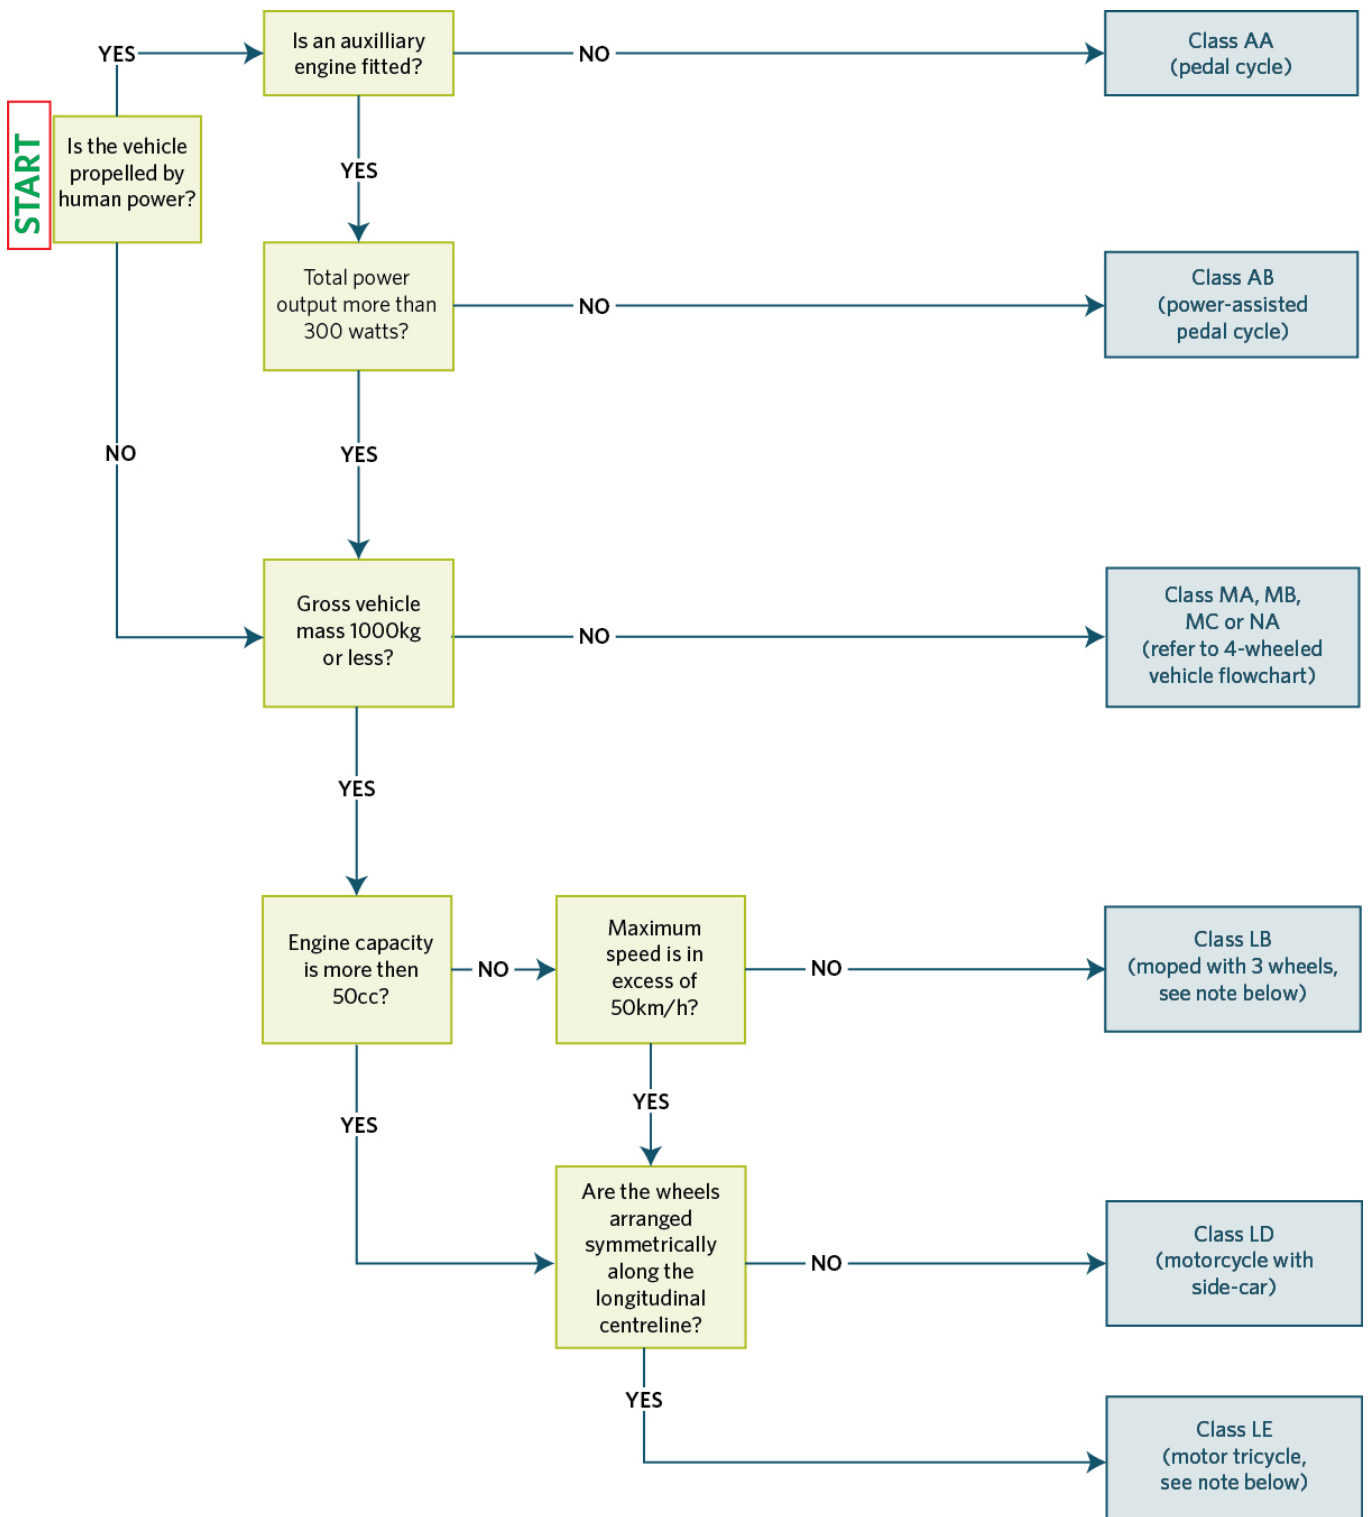 START
Is the vehicle
propelled by
human power?
YES
Is an auxilliary
engine fitted?
NO
Class AA
(pedal cycle)
YES
Total power
output more than
300 watts?
NO
Class AB
(power-assisted
pedal cycle)
NO
YES
Gross vehicle
mass 1000kg
or less?
NO
Class MA, MB,
MC or NA
(refer to 4-wheeled
vehicle flowchart)
YES
Engine capacity
is more then
50cc?
NO
Maximum
speed is in
excess of
50km/h?
NO
Class LB
(moped with 3 wheels,
see note below)
YES
YES
Are the wheels
arranged
symmetrically
along the
longitudinal
centreline?
NO
Class LD
(motorcycle with
side-car)
YES
Class LE
(motor tricycle,
see note below)